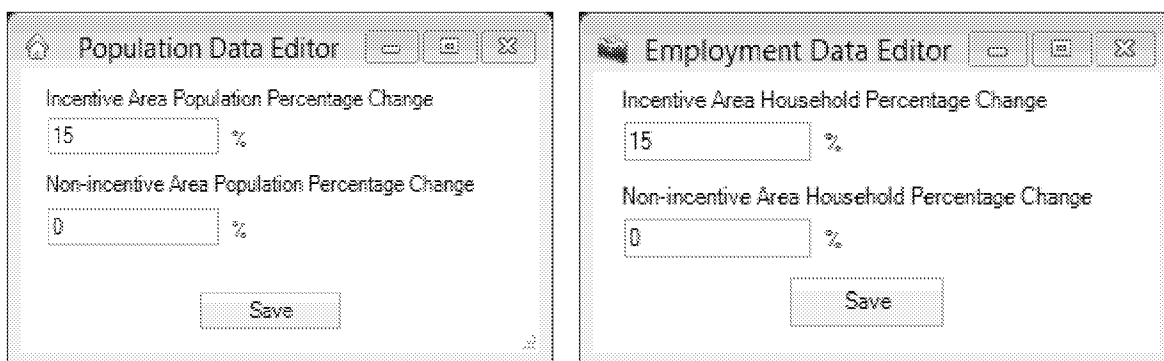 Population Data Editor
Incentive Area Population Percentage Change
15 %
Non-incentive Area Population Percentage Change
0 %
Save
Employment Data Editor
Incentive Area Household Percentage Change
15 %
Non-incentive Area Household Percentage Change
0 %
Save